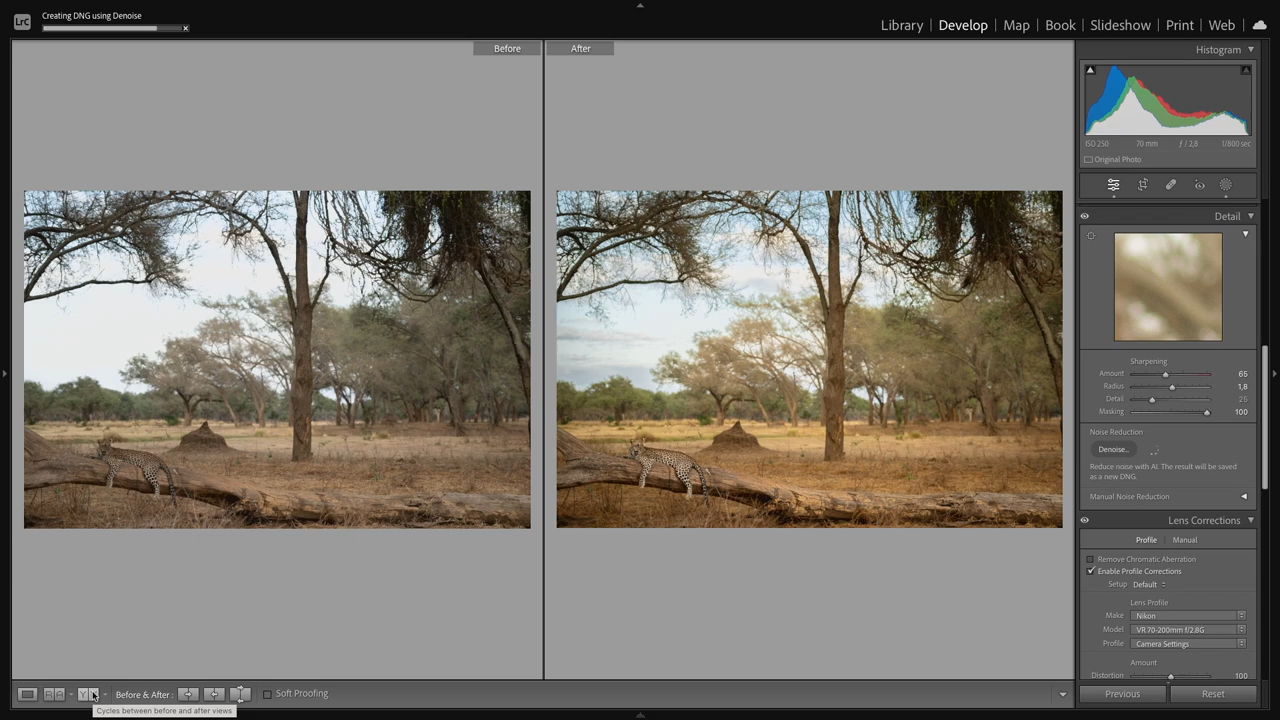 LrC
Creating DNG using Denoise
Library | Develop | Map | Book | Slideshow | Print | Web
Before
After
Histogram
ISO 250 70 mm ƒ / 2,8 1/800 sec
Original Photo
Detail
Sharpening
Amount 65
Radius 1,8
Detail 25
Masking 100
Noise Reduction
Denoise...
Reduce noise with AI. The result will be saved
as a new DNG.
Manual Noise Reduction
Lens Corrections
Profile | Manual
Remove Chromatic Aberration
Enable Profile Corrections
Setup Default
Lens Profile
Make Nikon
Model VR 70-200mm f/2.8G
Profile Camera Settings
Amount
Distortion 100
R A Y Before & After : Soft Proofing
Previous Reset
Cycles between before and after views